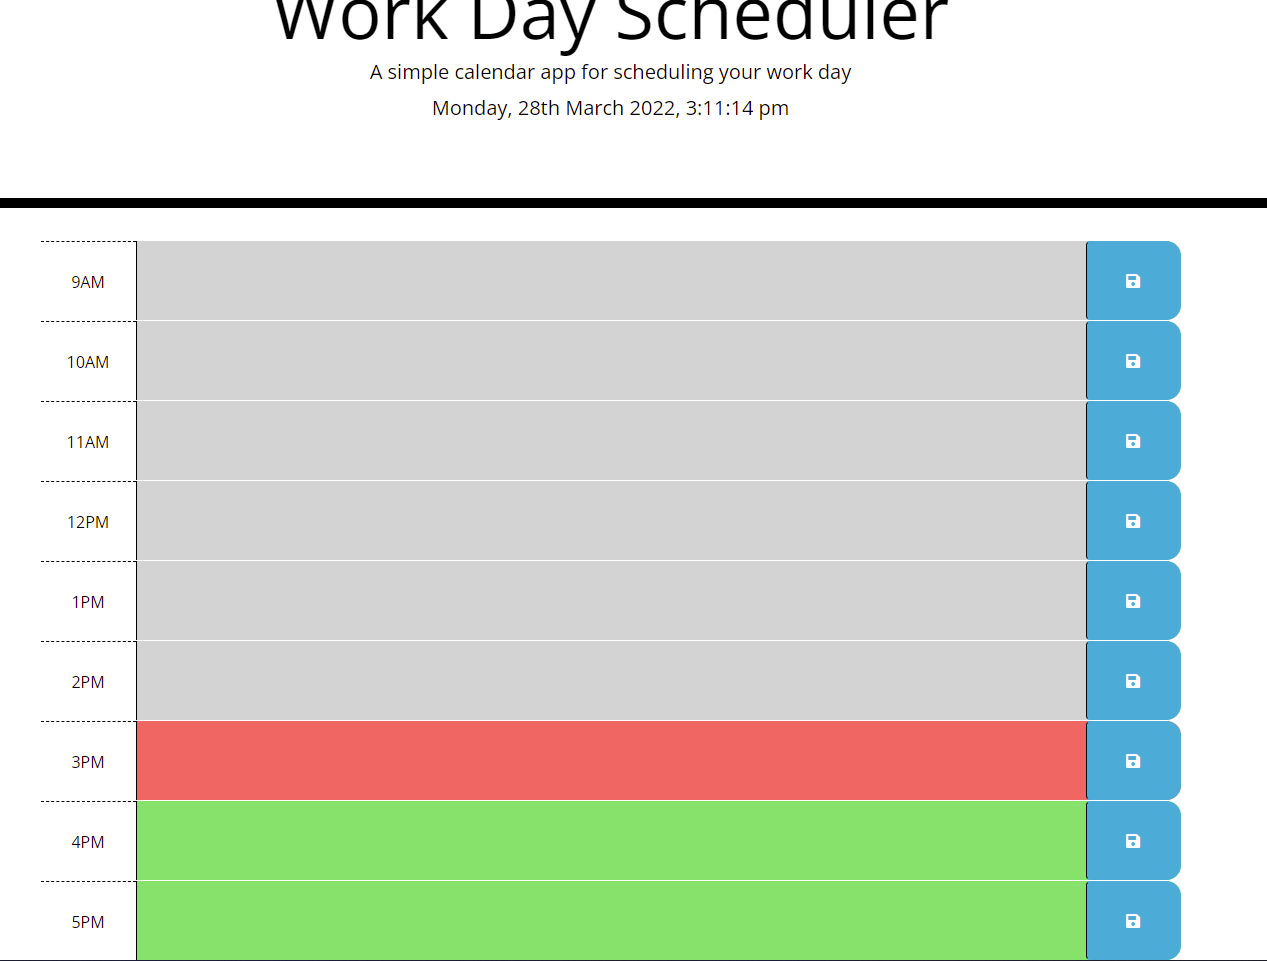 Work Day Scheduler
A simple calendar app for scheduling your work day
Monday, 28th March 2022, 3:11:14 pm
9AM
10AM
11AM
12PM
1PM
2PM
3PM
4PM
5PM